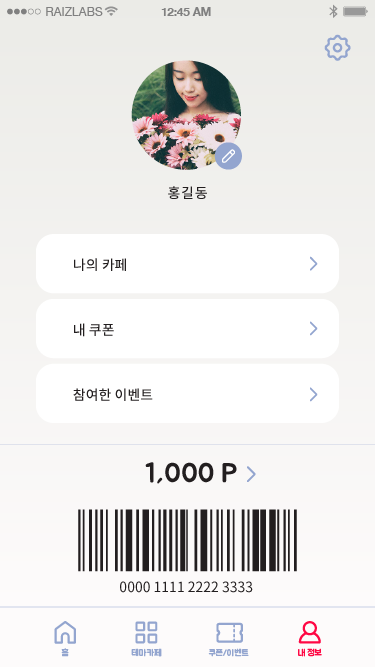 RAIZLABS 12:45 AM
홍길동
나의 카페
내 쿠폰
참여한 이벤트
1,000 P
0000 1111 2222 3333
홈 테마카페 쿠폰/이벤트 내 정보